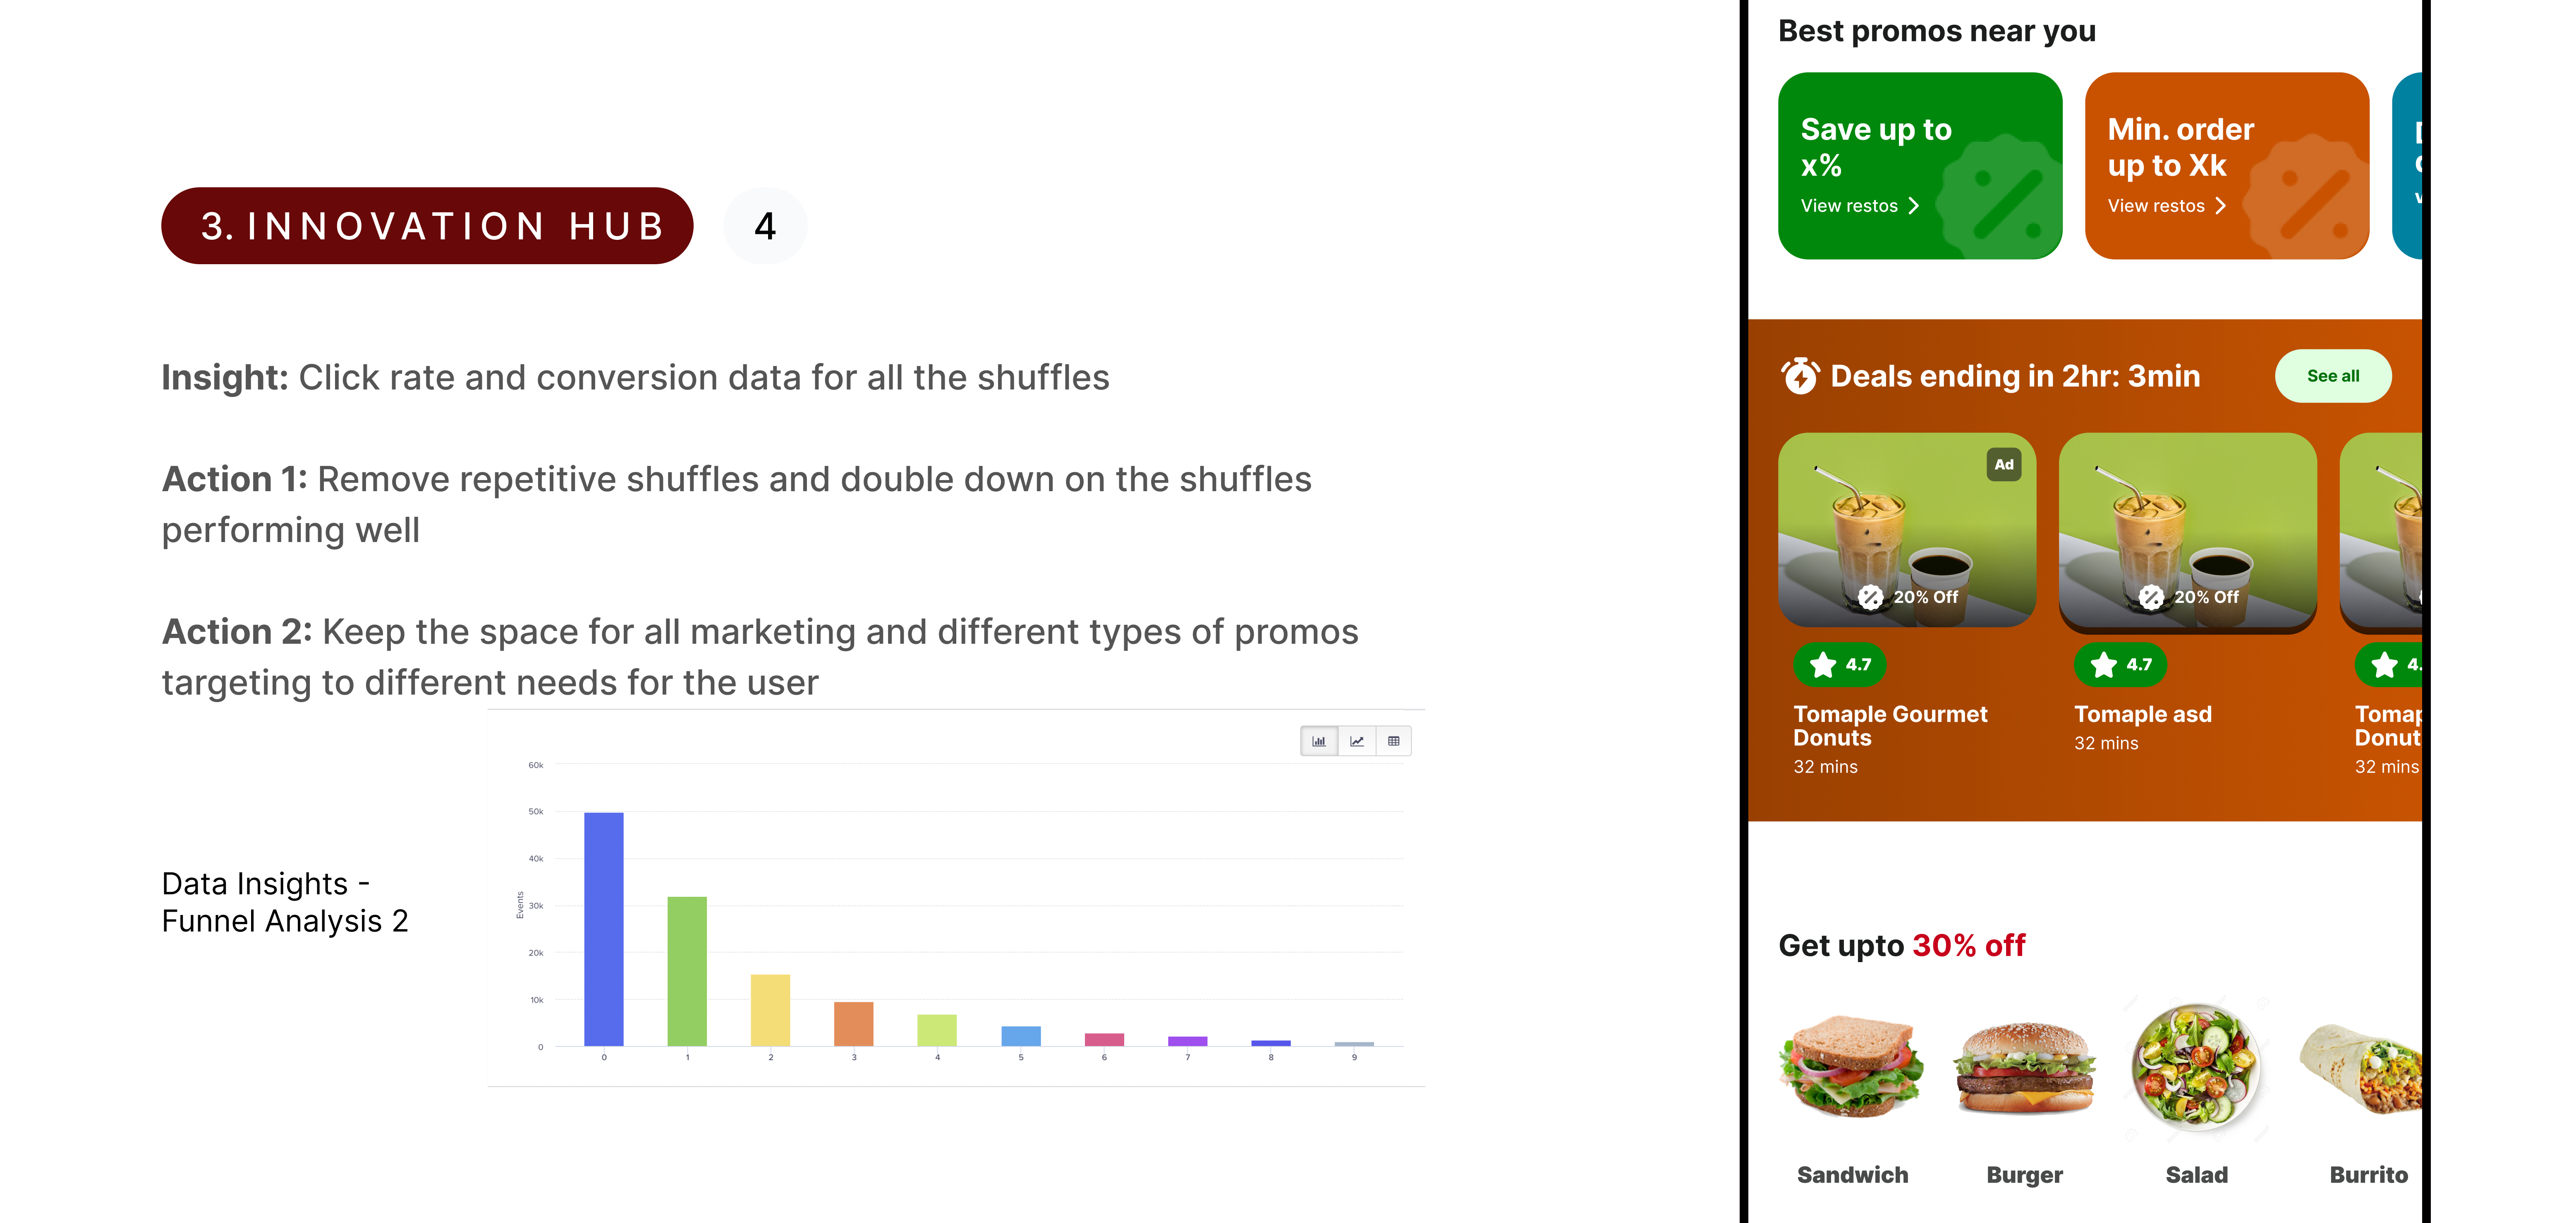 3. INNOVATION HUB
4
Insight: Click rate and conversion data for all the shuffles
Action 1: Remove repetitive shuffles and double down on the shuffles
performing well
Action 2: Keep the space for all marketing and different types of promos
targeting to different needs for the user
Data Insights -
Funnel Analysis 2
Events
60k
50k
40k
30k
20k
10k
0
0 1 2 3 4 5 6 7 8 9
Best promos near you
Save up to
x%
View restos
Min. order
up to Xk
View restos
Deals ending in 2hr: 3min
See all
Ad
20% Off
20% Off
4.7
4.7
4.
Tomaple Gourmet
Donuts
32 mins
Tomaple asd
32 mins
Tomap
Donut
32 mins
Get upto 30% off
Sandwich
Burger
Salad
Burrito